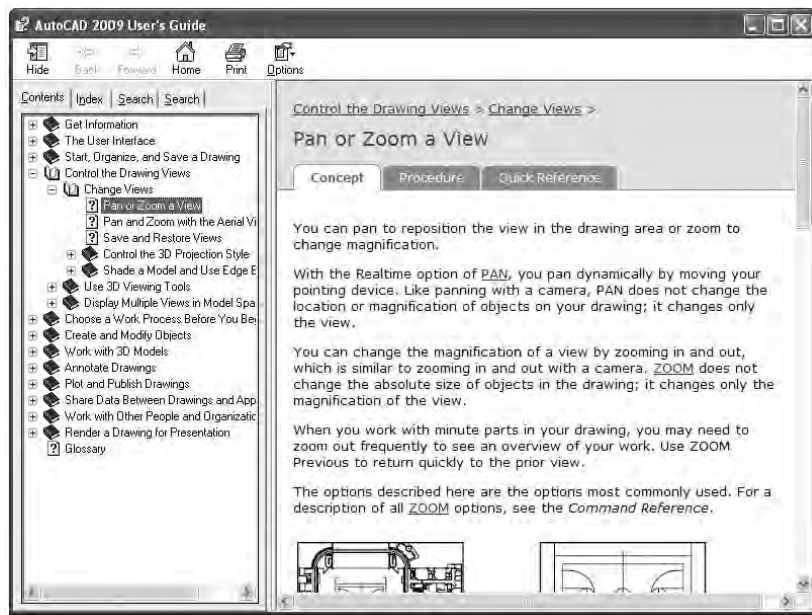 AutoCAD 2009 User's Guide
Hide Back Forward Home Print Options
Contents Index Search Search
Get Information
The User Interface
Start, Organize, and Save a Drawing
Control the Drawing Views
Change Views
Pan or Zoom a View
Pan and Zoom with the Aerial Vi
Save and Restore Views
Control the 3D Projection Style
Shade a Model and Use Edge E
Use 3D Viewing Tools
Display Multiple Views in Model Spa
Choose a Work Process Before You Be
Create and Modify Objects
Work with 3D Models
Annotate Drawings
Plot and Publish Drawings
Share Data Between Drawings and App
Work with Other People and Organizatic
Render a Drawing for Presentation
Glossary
Control the Drawing Views > Change Views >
Pan or Zoom a View
Concept Procedure Quick Reference
You can pan to reposition the view in the drawing area or zoom to
change magnification.
With the Realtime option of PAN, you pan dynamically by moving your
pointing device. Like panning with a camera, PAN does not change the
location or magnification of objects on your drawing; it changes only
the view.
You can change the magnification of a view by zooming in and out,
which is similar to zooming in and out with a camera. ZOOM does not
change the absolute size of objects in the drawing; it changes only the
magnification of the view.
When you work with minute parts in your drawing, you may need to
zoom out frequently to see an overview of your work. Use ZOOM
Previous to return quickly to the prior view.
The options described here are the options most commonly used. For a
description of all ZOOM options, see the Command Reference.